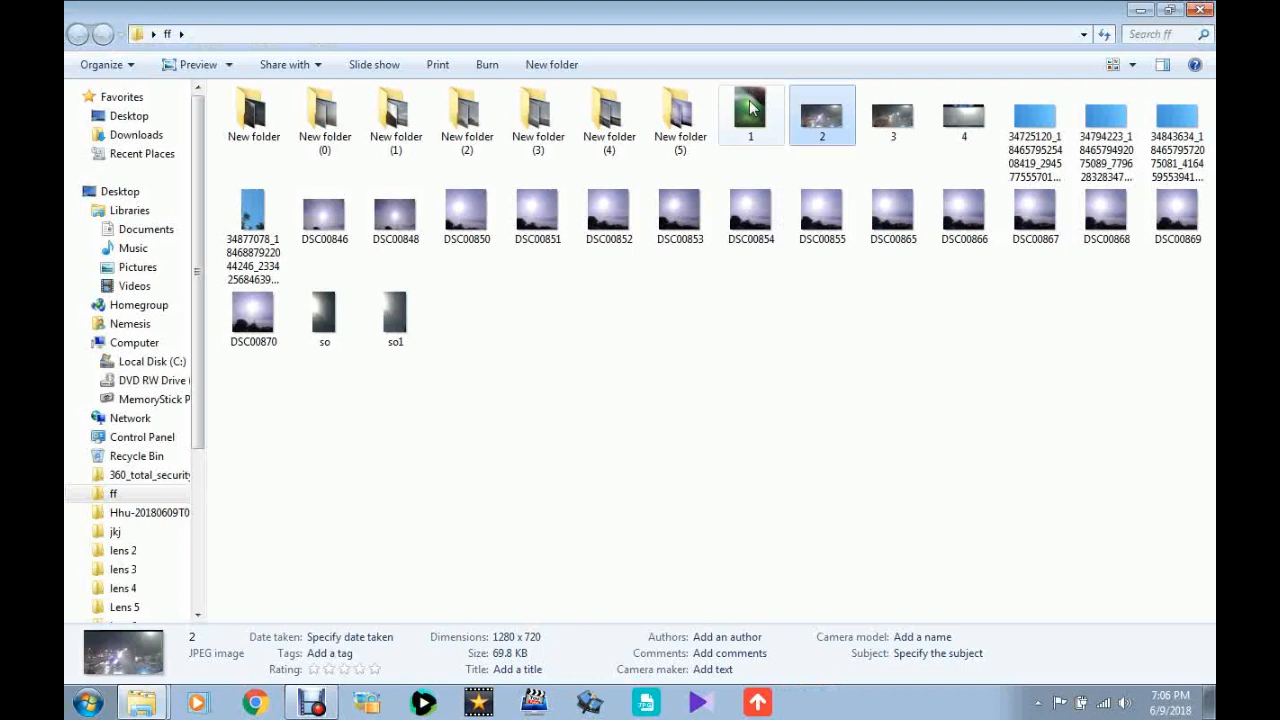 ff
Search ff
Organize
Preview
Share with
Slide show
Print
Burn
New folder
Favorites
Desktop
Downloads
Recent Places
Desktop
Libraries
Documents
Music
Pictures
Videos
Homegroup
Nemesis
Computer
Local Disk (C:)
DVD RW Drive (
MemoryStick P
Network
Control Panel
Recycle Bin
360_total_security
ff
Hhu-20180609T0
jkj
lens 2
lens 3
lens 4
Lens 5
New folder
New folder
(0)
New folder
(1)
New folder
(2)
New folder
(3)
New folder
(4)
New folder
(5)
1
2
3
4
34725120_1
8465795254
08419_2945
77555701...
34794223_1
8465794920
75089_7796
28328347...
34843634_1
8465795720
75081_4164
59553941...
34877078_1
8468879220
44246_2334
25684639...
DSC00846
DSC00848
DSC00850
DSC00851
DSC00852
DSC00853
DSC00854
DSC00855
DSC00865
DSC00866
DSC00867
DSC00868
DSC00869
DSC00870
so
so1
2
JPEG image
Date taken: Specify date taken
Tags: Add a tag
Rating:
Dimensions: 1280 x 720
Size: 69.8 KB
Title: Add a title
Authors: Add an author
Comments: Add comments
Camera maker: Add text
Camera model: Add a name
Subject: Specify the subject
7:06 PM
6/9/2018